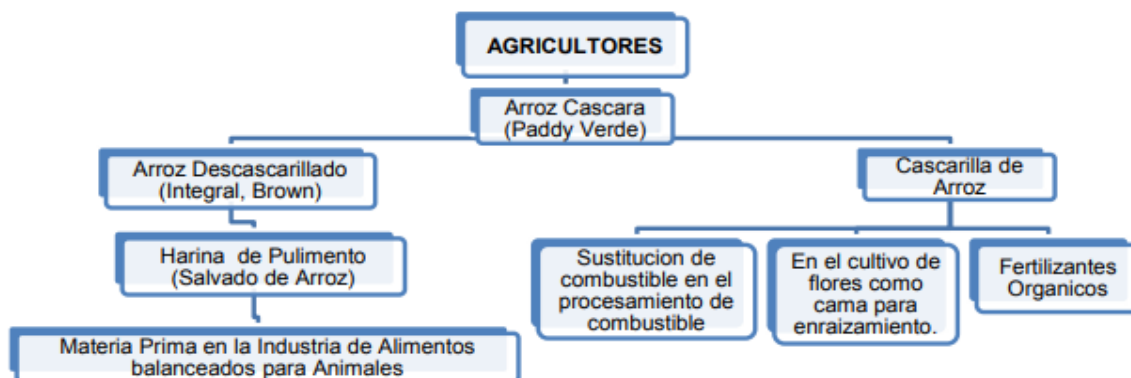 AGRICULTORES
Arroz Cascara
(Paddy Verde)
Arroz Descascarillado
(Integral, Brown)
Cascarilla de
Arroz
Harina de Pulimento
(Salvado de Arroz)
Sustitucion de
combustible en el
procesamiento de
combustible
En el cultivo de
flores como
cama para
enraizamiento.
Fertilizantes
Organicos
Materia Prima en la Industria de Alimentos
balanceados para Animales